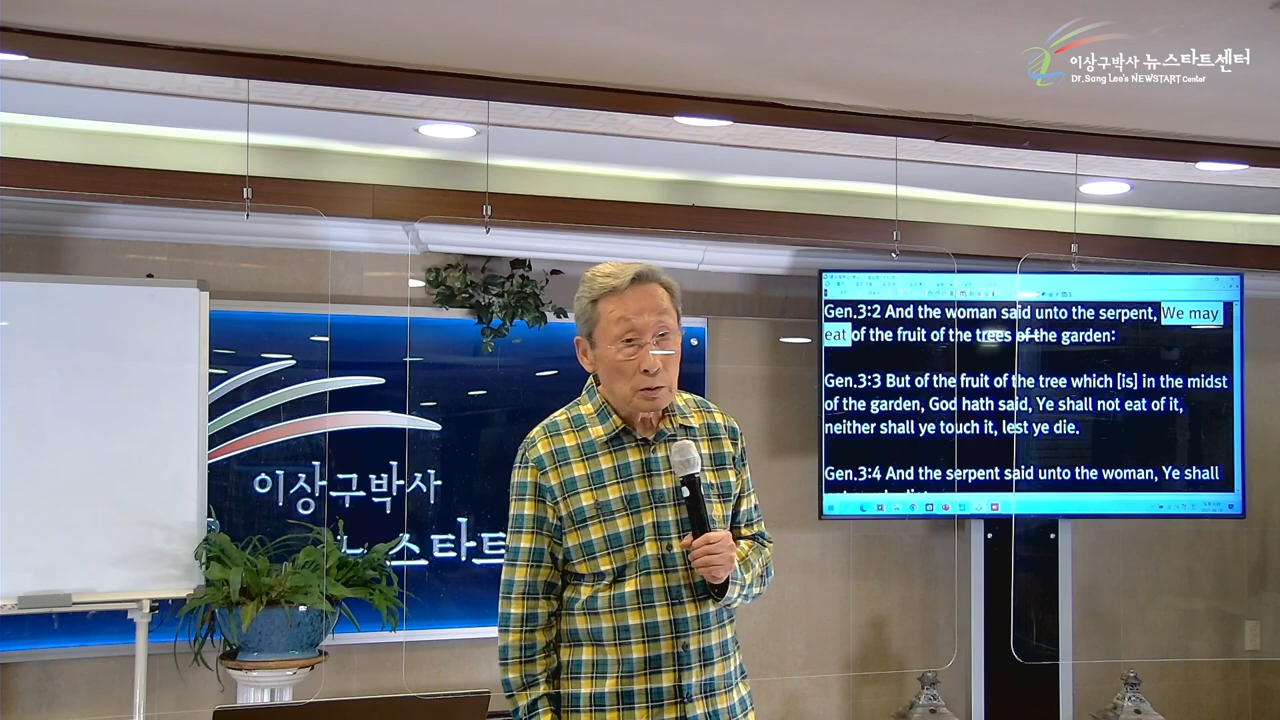 이상구박사 뉴스타트센터
Dr.Sang Lee's NEWSTART Center
Gen.3:2 And the woman said unto the serpent, We may
eat of the fruit of the trees of the garden:
Gen.3:3 But of the fruit of the tree which [is] in the midst
of the garden, God hath said, Ye shall not eat of it,
neither shall ye touch it, lest ye die.
Gen.3:4 And the serpent said unto the woman, Ye shall
이상구박사
뉴스타트